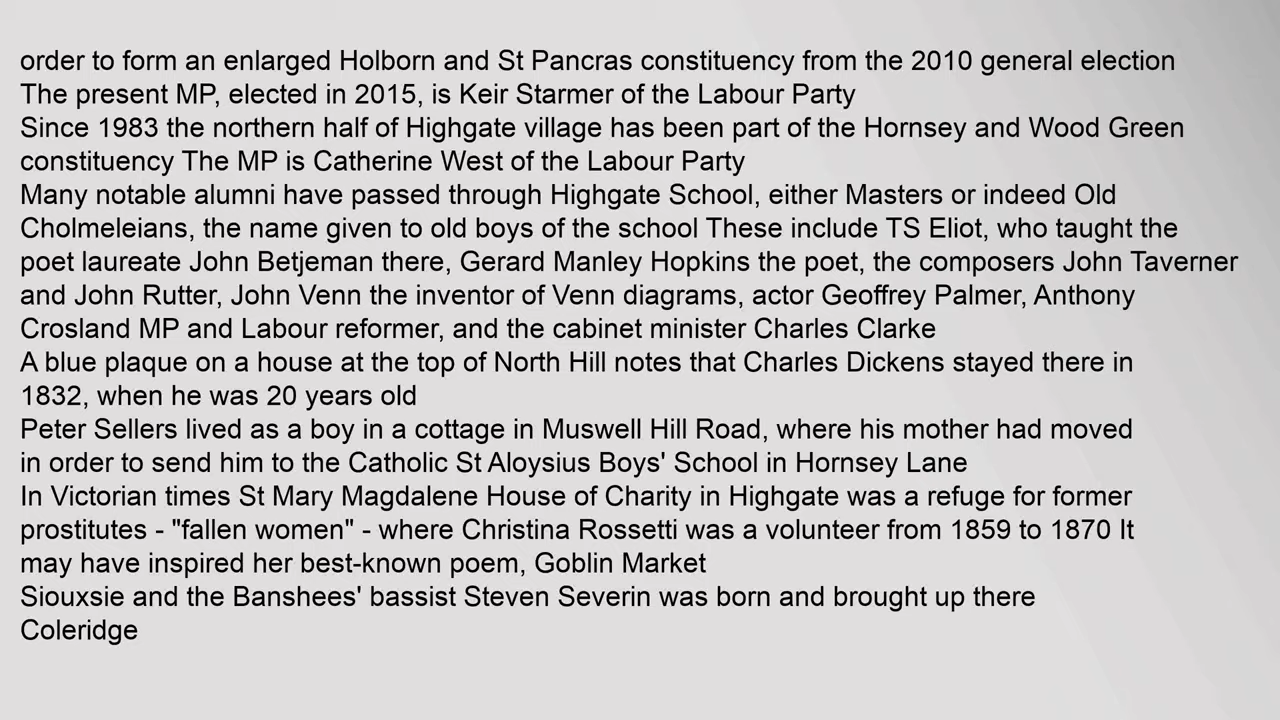 order to form an enlarged Holborn and St Pancras constituency from the 2010 general election
The present MP, elected in 2015, is Keir Starmer of the Labour Party
Since 1983 the northern half of Highgate village has been part of the Hornsey and Wood Green
constituency The MP is Catherine West of the Labour Party
Many notable alumni have passed through Highgate School, either Masters or indeed Old
Cholmeleians, the name given to old boys of the school These include TS Eliot, who taught the
poet laureate John Betjeman there, Gerard Manley Hopkins the poet, the composers John Taverner
and John Rutter, John Venn the inventor of Venn diagrams, actor Geoffrey Palmer, Anthony
Crosland MP and Labour reformer, and the cabinet minister Charles Clarke
A blue plaque on a house at the top of North Hill notes that Charles Dickens stayed there in
1832, when he was 20 years old
Peter Sellers lived as a boy in a cottage in Muswell Hill Road, where his mother had moved
in order to send him to the Catholic St Aloysius Boys' School in Hornsey Lane
In Victorian times St Mary Magdalene House of Charity in Highgate was a refuge for former
prostitutes - "fallen women" - where Christina Rossetti was a volunteer from 1859 to 1870 It
may have inspired her best-known poem, Goblin Market
Siouxsie and the Banshees' bassist Steven Severin was born and brought up there
Coleridge